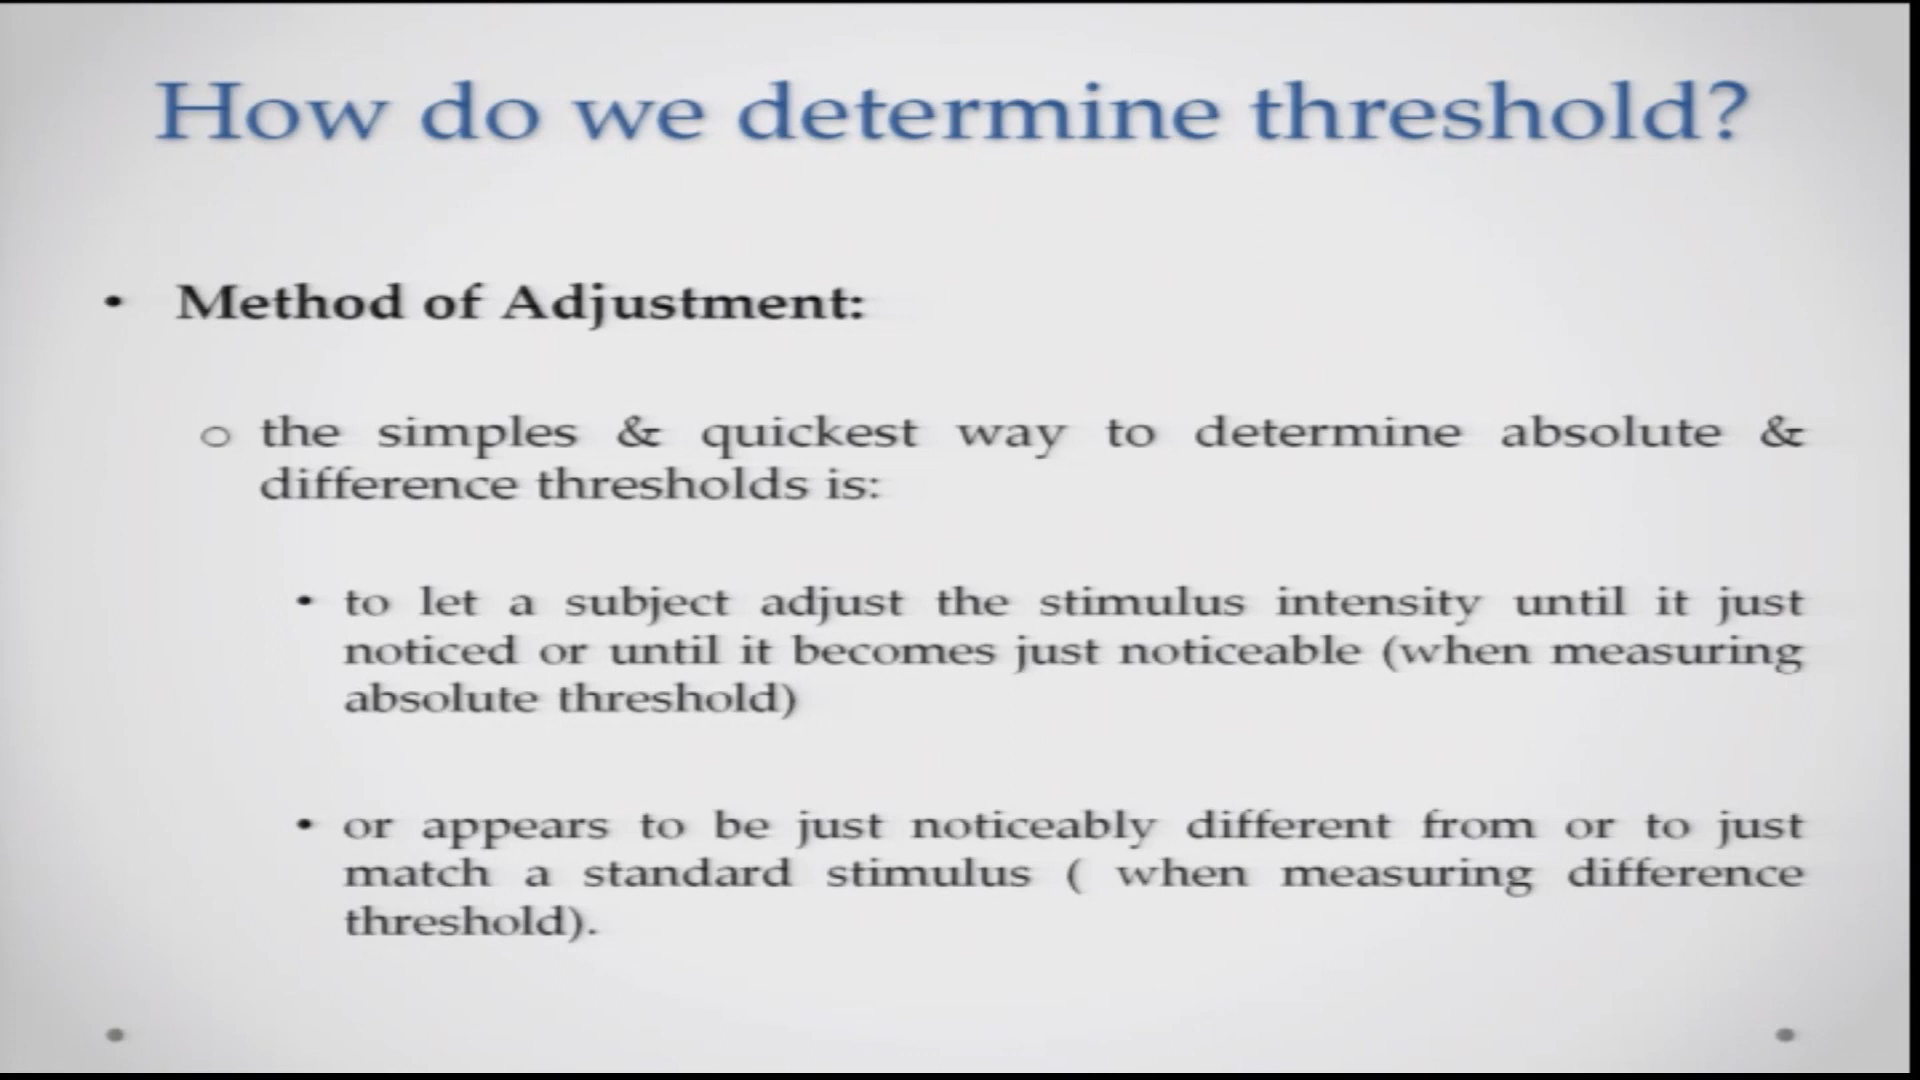 How do we determine threshold?
• Method of Adjustment:
o the simples & quickest way to determine absolute &
difference thresholds is:
• to let a subject adjust the stimulus intensity until it just
noticed or until it becomes just noticeable (when measuring
absolute threshold)
• or appears to be just noticeably different from or to just
match a standard stimulus ( when measuring difference
threshold).